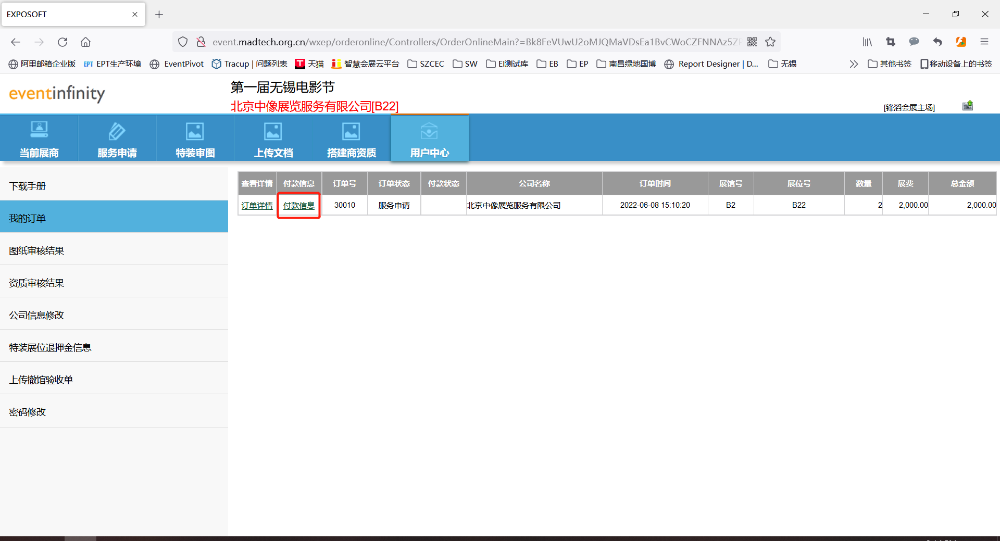 EXPOSOFT
event.madtech.org.cn/wxep/orderonline/Controllers/OrderOnlineMain?=Bk8FeVUwU2oMJQMaVDsEa1BvCWoCZFNNAz5ZF
阿里邮箱企业版 EPT EPT生产环境 EventPivot Tracup | 问题列表 T 天猫 智慧会展云平台 SZCEC SW EI测试库 EB EP 南昌绿地国博 Report Designer | D... 无锡 其他书签 移动设备上的书签
eventinfinity
第一届无锡电影节
北京中像展览服务有限公司[B22]
[锋滔会展主场]
当前展商 服务申请 特装审图 上传文档 搭建商资质 用户中心
下载手册
我的订单
图纸审核结果
资质审核结果
公司信息修改
特装展位退押金信息
上传撤馆验收单
密码修改
查看详情 付款信息 订单号 订单状态 付款状态 公司名称 订单时间 展馆号 展位号 数量 展费 总金额
订单详情 付款信息 30010 服务申请 北京中像展览服务有限公司 2022-06-08 15:10:20 B2 B22 2 2,000.00 2,000.00